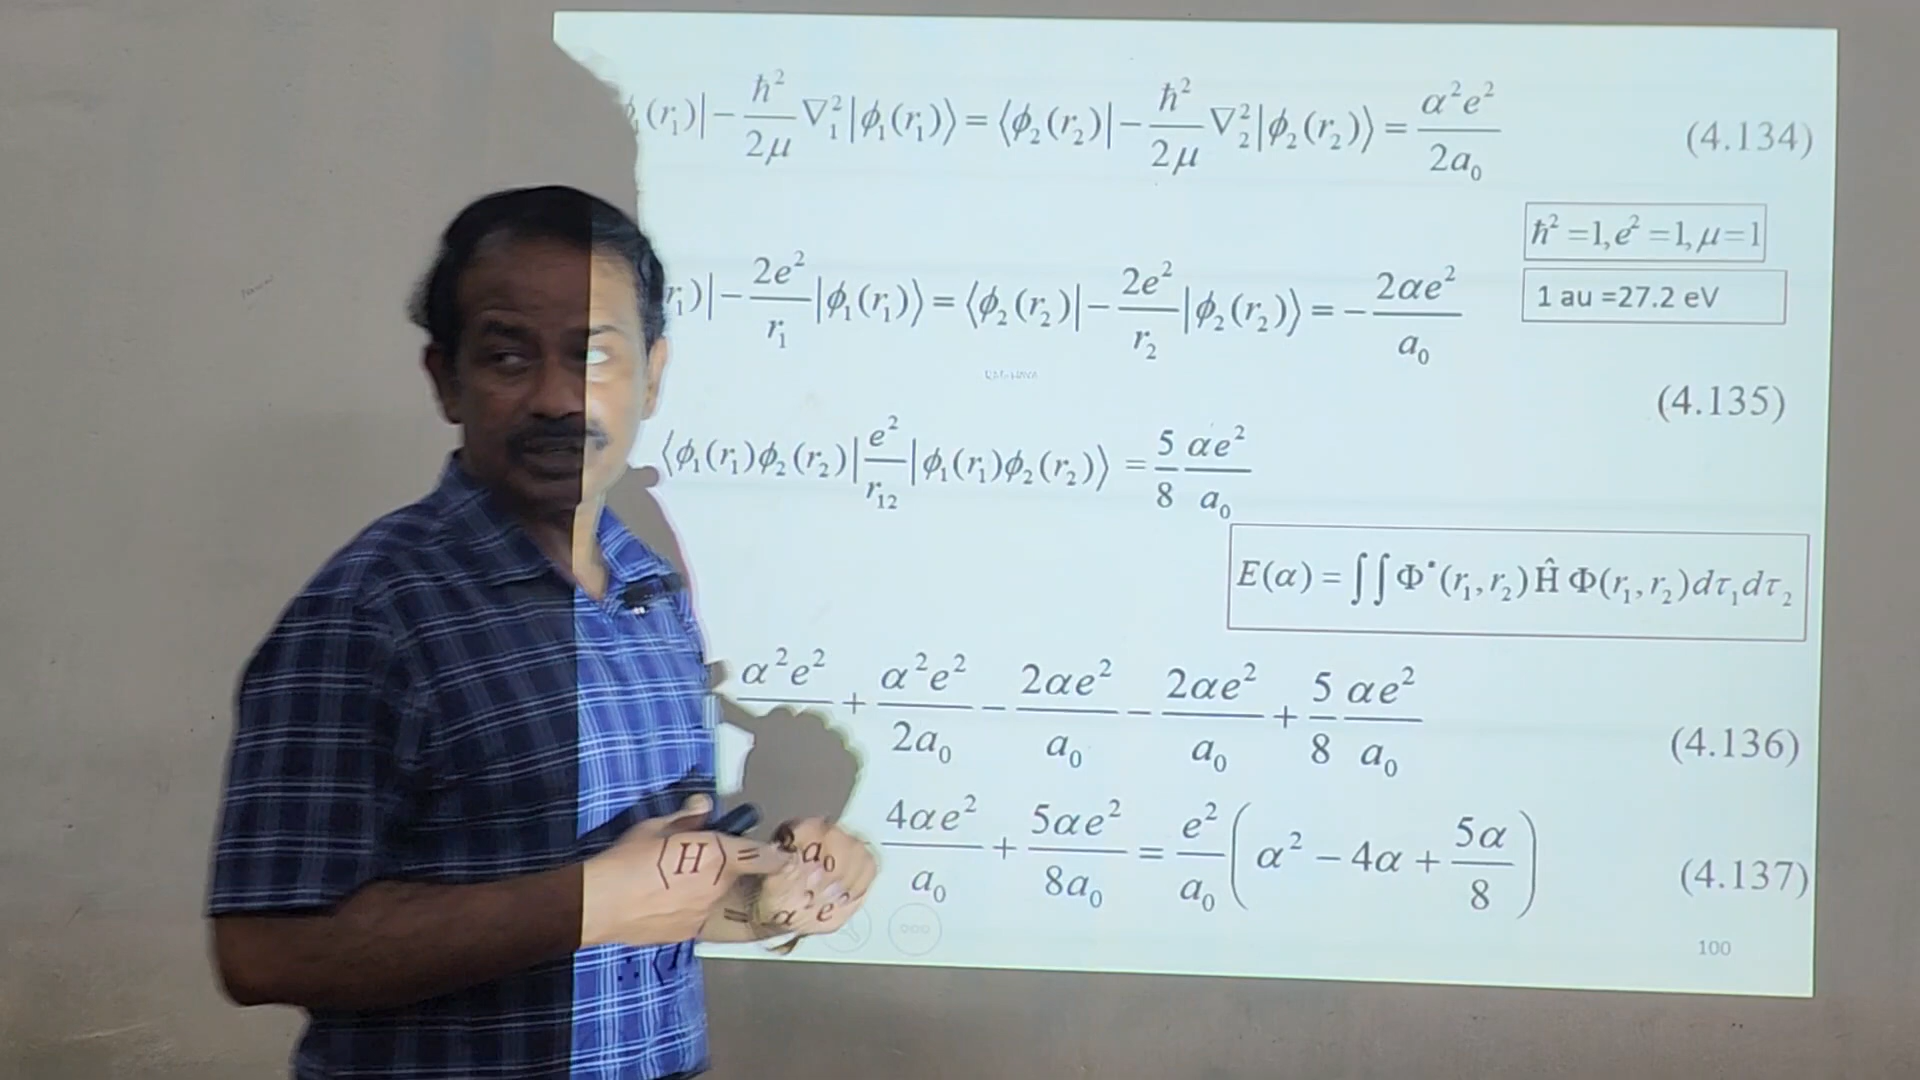 (r₁)|−ħ²/2μ ∇₁²|ϕ₁(r₁)⟩=⟨ϕ₂(r₂)|−ħ²/2μ ∇₂²|ϕ₂(r₂)⟩=α²e²/2a₀ (4.134)
ħ²=1,e²=1,μ=1
1 au =27.2 eV
r₁)|−2e²/r₁|ϕ₁(r₁)⟩=⟨ϕ₂(r₂)|−2e²/r₂|ϕ₂(r₂)⟩=−2αe²/a₀
(4.135)
⟨ϕ₁(r₁)ϕ₂(r₂)|e²/r₁₂|ϕ₁(r₁)ϕ₂(r₂)⟩ =5/8 αe²/a₀
E(α)=∫∫Φ*(r₁,r₂)Ĥ Φ(r₁,r₂)dτ₁dτ₂
⟨H⟩= α²e²/2a₀ + α²e²/2a₀ − 2αe²/a₀ − 2αe²/a₀ + 5/8 αe²/a₀ (4.136)
= α²e² 4αe²/a₀ + 5αe²/8a₀ = e²/a₀(α²−4α+5α/8) (4.137)
∴ ⟨H
100